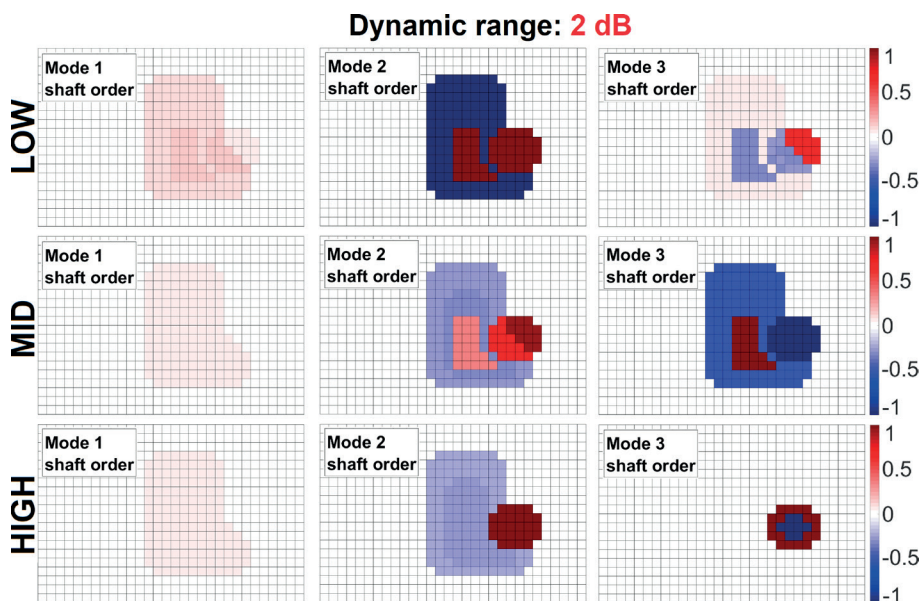 Dynamic range: 2 dB
LOW
Mode 1
shaft order
Mode 2
shaft order
Mode 3
shaft order
1
0.5
0
-0.5
-1
MID
Mode 1
shaft order
Mode 2
shaft order
Mode 3
shaft order
1
0.5
0
-0.5
-1
HIGH
Mode 1
shaft order
Mode 2
shaft order
Mode 3
shaft order
1
0.5
0
-0.5
-1